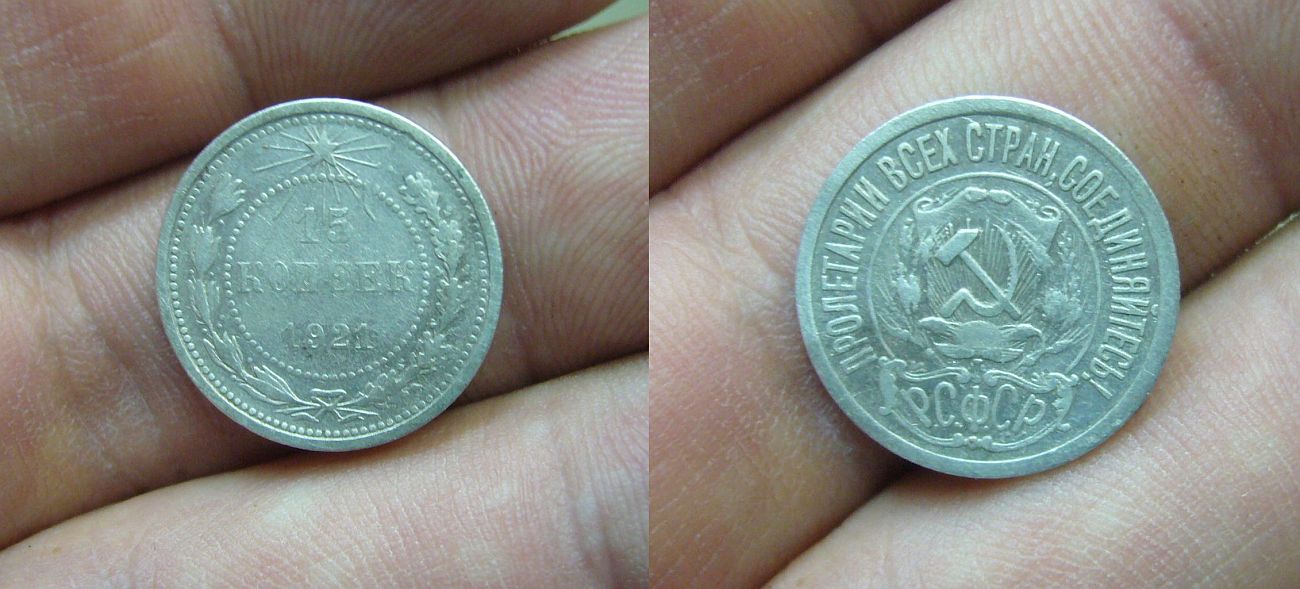 15
КОПЕЕК
1921
ПРОЛЕТАРИИ ВСЕХ СТРАН, СОЕДИНЯЙТЕСЬ!
Р.С.Ф.С.Р.